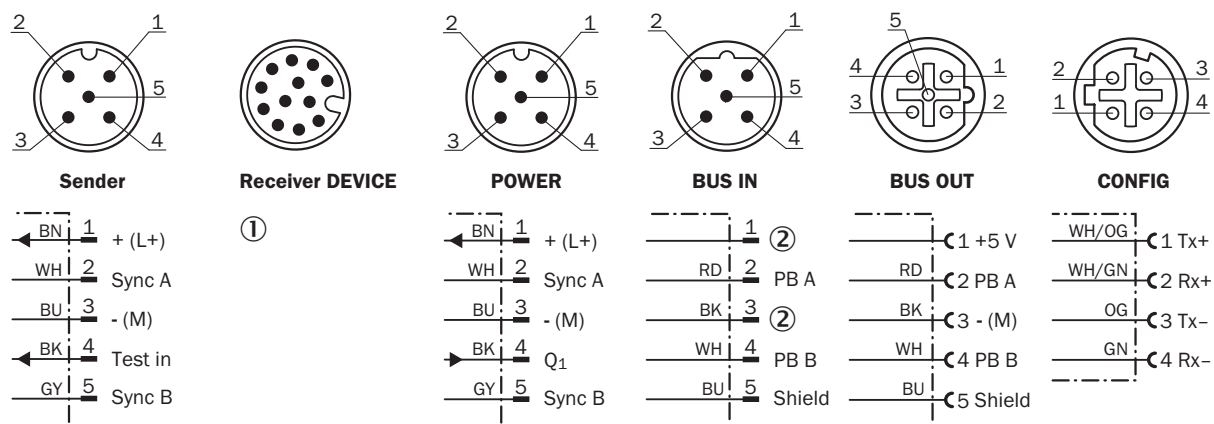 2 1 5 3 4
2 1 5 3 4
2 1 5 3 4
5 4 1 3 2
2 3 1 4
Sender
Receiver DEVICE
POWER
BUS IN
BUS OUT
CONFIG
BN 1 + (L+)
WH 2 Sync A
BU 3 - (M)
BK 4 Test in
GY 5 Sync B
①
BN 1 + (L+)
WH 2 Sync A
BU 3 - (M)
BK 4 Q1
GY 5 Sync B
1 ②
RD 2 PB A
BK 3 ②
WH 4 PB B
BU 5 Shield
1 +5 V
RD 2 PB A
BK 3 - (M)
WH 4 PB B
BU 5 Shield
WH/OG 1 Tx+
WH/GN 2 Rx+
OG 3 Tx–
GN 4 Rx–